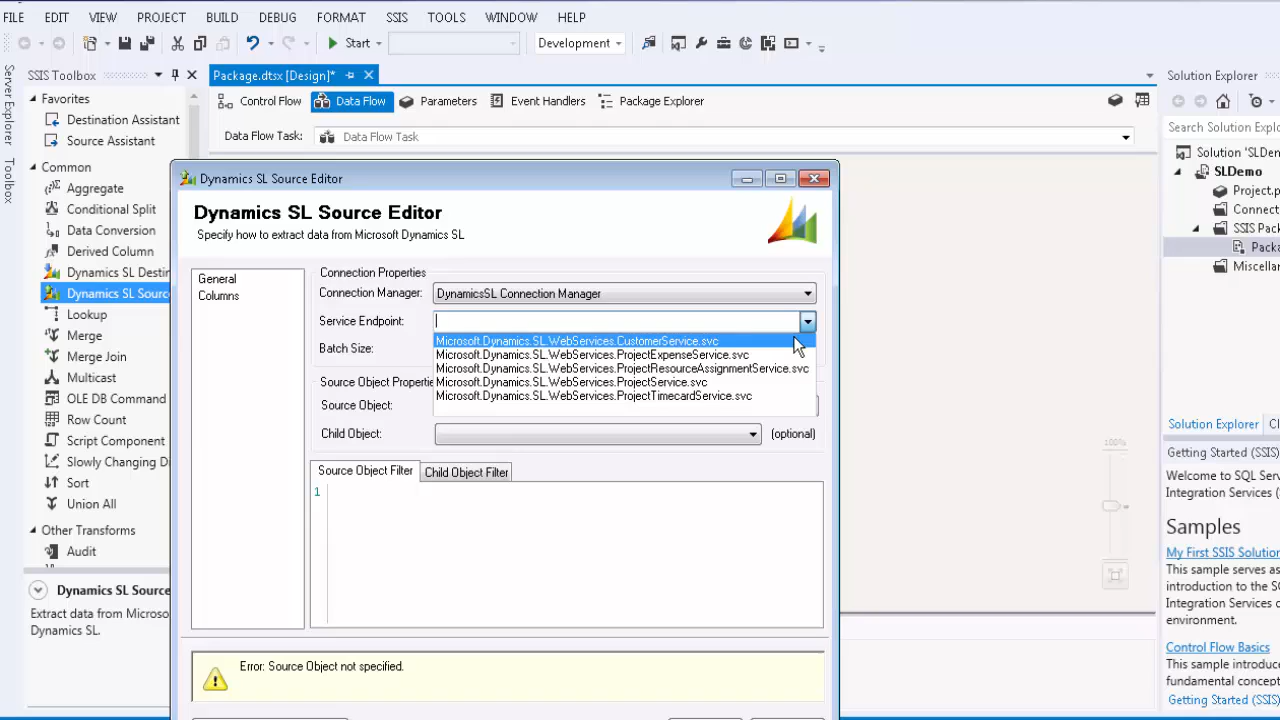 FILE EDIT VIEW PROJECT BUILD DEBUG FORMAT SSIS TOOLS WINDOW HELP
Start Development
Server Explorer
Toolbox
SSIS Toolbox
Favorites
Destination Assistant
Source Assistant
Common
Aggregate
Conditional Split
Data Conversion
Derived Column
Dynamics SL Destin
Dynamics SL Sourc
Lookup
Merge
Merge Join
Multicast
OLE DB Command
Row Count
Script Component
Slowly Changing Di
Sort
Union All
Other Transforms
Audit
Dynamics SL Source
Extract data from Microso
Dynamics SL.
Package.dtsx [Design]*
Control Flow Data Flow Parameters Event Handlers Package Explorer
Data Flow Task: Data Flow Task
Dynamics SL Source Editor
Dynamics SL Source Editor
Specify how to extract data from Microsoft Dynamics SL
General
Columns
Connection Properties
Connection Manager: DynamicsSL Connection Manager
Service Endpoint:
Microsoft.Dynamics.SL.WebServices.CustomerService.svc
Microsoft.Dynamics.SL.WebServices.ProjectExpenseService.svc
Microsoft.Dynamics.SL.WebServices.ProjectResourceAssignmentService.svc
Microsoft.Dynamics.SL.WebServices.ProjectService.svc
Microsoft.Dynamics.SL.WebServices.ProjectTimecardService.svc
Batch Size:
Source Object Propertie
Source Object:
Child Object: (optional)
Source Object Filter Child Object Filter
1
Error: Source Object not specified.
100%
Solution Explorer
Search Solution Explo
Solution 'SLDemo
SLDemo
Project.p
Connect
SSIS Pack
Packa
Miscellan
Solution Explorer Cl
Getting Started (SSIS)
Welcome to SQL Serv
Integration Services (
Samples
My First SSIS Solution
This sample serves as
introduction to the SQ
Integration Services d
environment.
Control Flow Basics
This sample introduce
fundamental concept
Getting Started (SSIS)